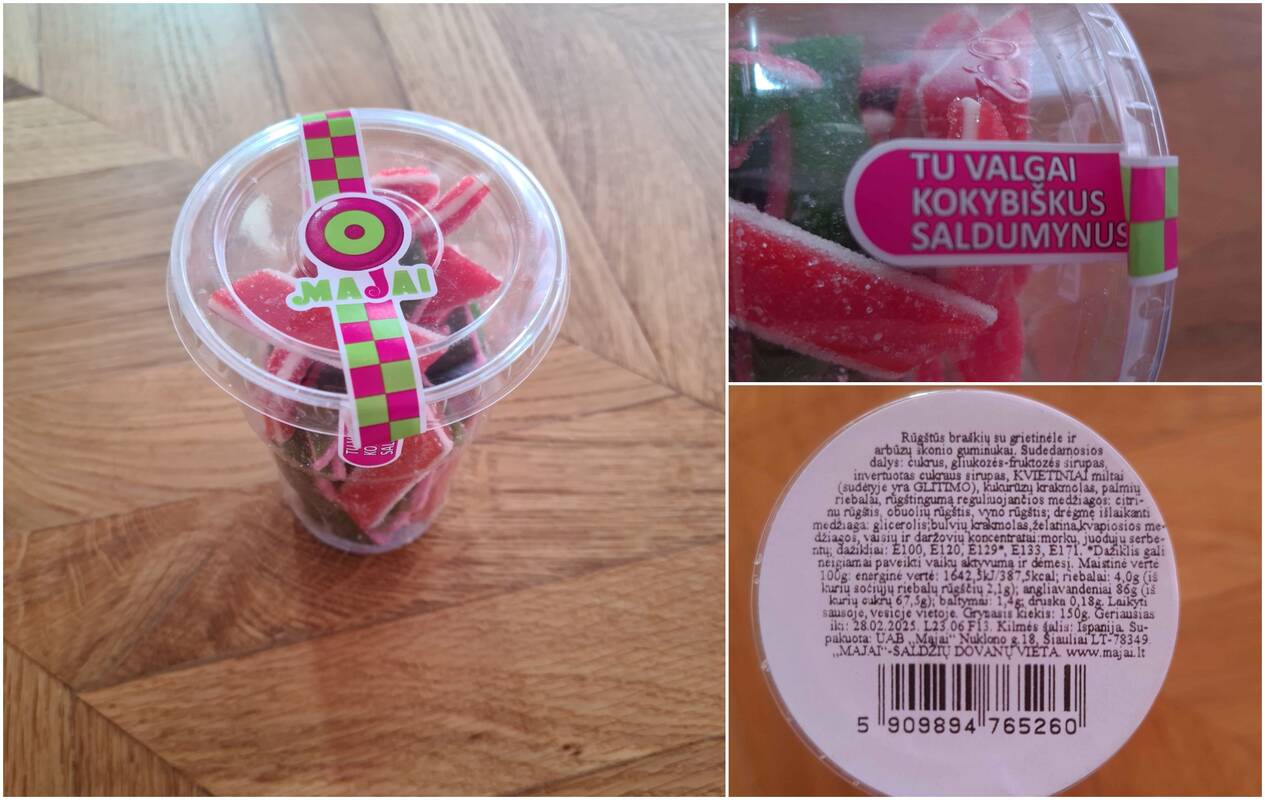 MAJAI
TU VALGAI
KOKYBIŠKUS
SALDUMYNUS
Rūgštūs braškių su grietinėle ir
arbūzų skonio guminukai. Sudedamosios
dalys: cukrus, gliukozės-fruktozės sirupas,
invertuotas cukraus sirupas, KVIETINIAI miltai
(sudėtyje yra GLITIMO), kukurūzų krakmolas, palmių
riebalai, rūgštingumą reguliuojančios medžiagos: citri-
nu rūgštis, obuolių rūgštis, vyno rūgštis; drėgmę išlaikanti
medžiaga: glicerolis;bulvių krakmolas,želatina,kvapiosios me-
džiagos, vaisių ir daržovių koncentratai:morkų, juodųjų serbe-
ntų; dažikliai: E100, E120, E129*, E133, E171. *Dažiklis gali
neigiamai paveikti vaikų aktyvumą ir dėmesį. Maistinė vertė
100g: energinė vertė: 1642,5kJ/387,5kcal; riebalai: 4,0g (iš
kurių sočiųjų riebalų rūgščių 2,1g); angliavandeniai 86g (iš
kurių cukrų 67,5g); baltymai: 1,4g; druska 0,18g. Laikyti
sausoje, vėsioje vietoje. Grynasis kiekis: 150g. Geriausias
iki: 28.02.2025. L23.06 F13. Kilmės šalis: Ispanija. Su-
pakuota: UAB „Majai“ Nuklono g.18, Šiauliai LT-78349.
„MAJAI“-SALDŽIŲ DOVANŲ VIETA. www.majai.lt
5 909894 765260